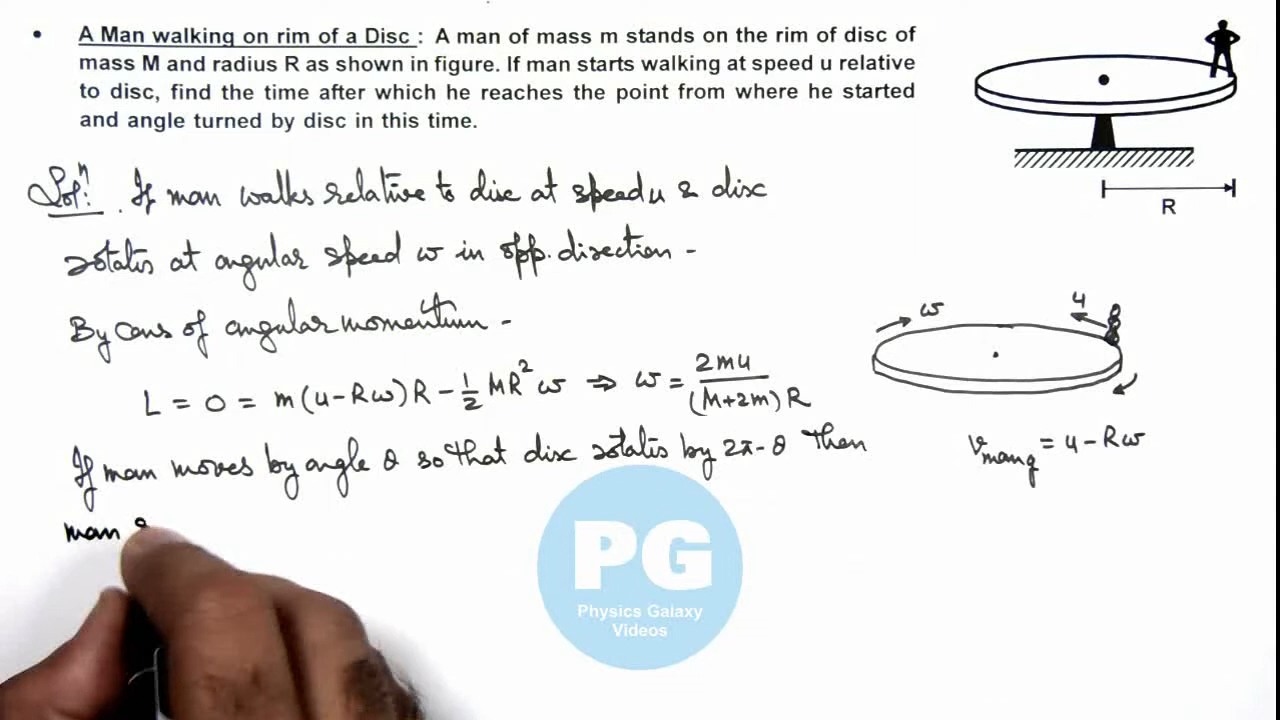 • A Man walking on rim of a Disc : A man of mass m stands on the rim of disc of
mass M and radius R as shown in figure. If man starts walking at speed u relative
to disc, find the time after which he reaches the point from where he started
and angle turned by disc in this time.
R
Solⁿ: If man walks relative to disc at speed u & disc
rotates at angular speed ω in opp. direction -
By Cons of angular momentum -
L = 0 = m(u-Rω)R - 1/2 MR² ω ⇒ ω = 2mu/((M+2m)R)
If man moves by angle θ so that disc rotates by 2π-θ then
man
ω
u
v_man g = u - Rω
PG
Physics Galaxy
Videos